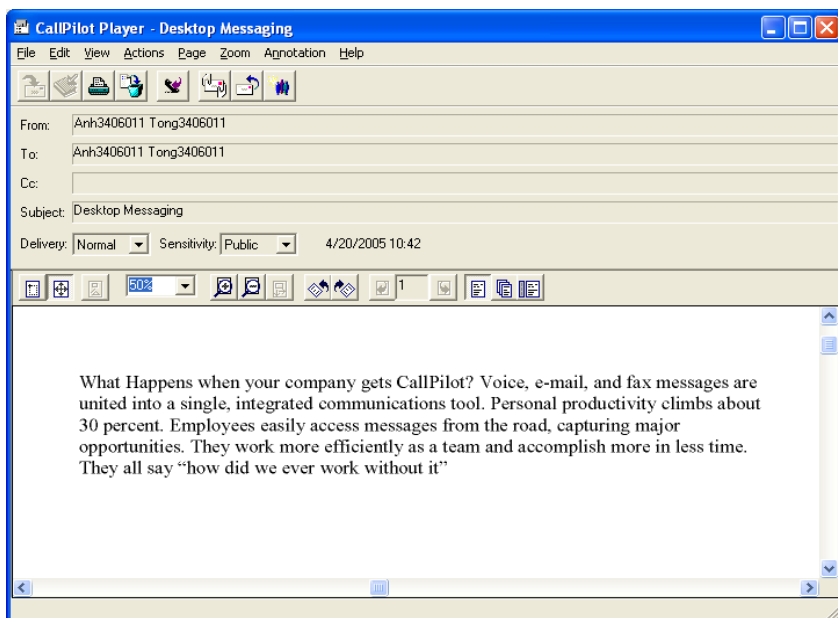 CallPilot Player - Desktop Messaging
File Edit View Actions Page Zoom Annotation Help
From: Anh3406011 Tong3406011
To: Anh3406011 Tong3406011
Cc:
Subject: Desktop Messaging
Delivery: Normal Sensitivity: Public 4/20/2005 10:42
50% 1
What Happens when your company gets CallPilot? Voice, e-mail, and fax messages are
united into a single, integrated communications tool. Personal productivity climbs about
30 percent. Employees easily access messages from the road, capturing major
opportunities. They work more efficiently as a team and accomplish more in less time.
They all say “how did we ever work without it”